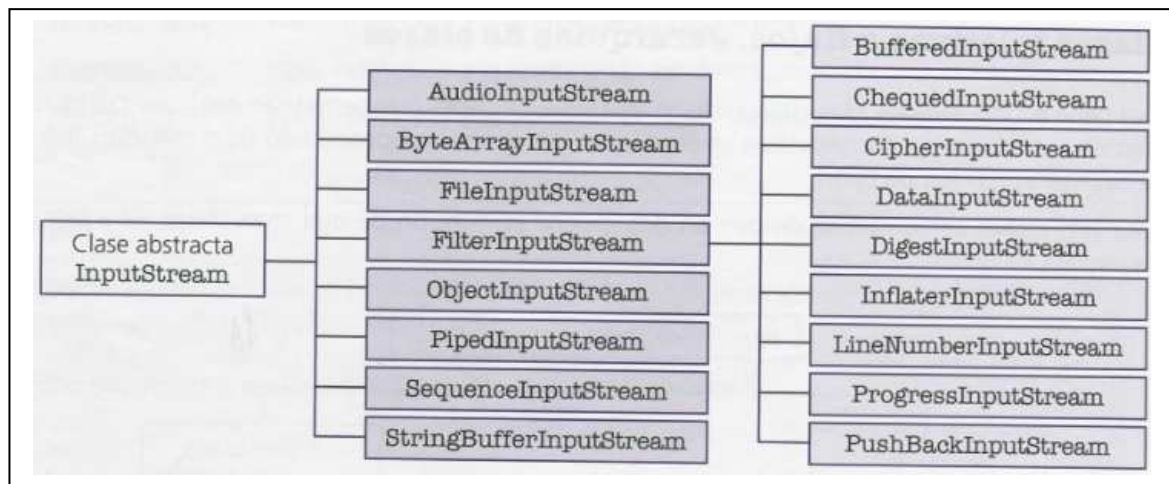 Clase abstracta
InputStream
AudioInputStream
ByteArrayInputStream
FileInputStream
FilterInputStream
ObjectInputStream
PipedInputStream
SequenceInputStream
StringBufferInputStream
BufferedInputStream
ChequedInputStream
CipherInputStream
DataInputStream
DigestInputStream
InflaterInputStream
LineNumberInputStream
ProgressInputStream
PushBackInputStream